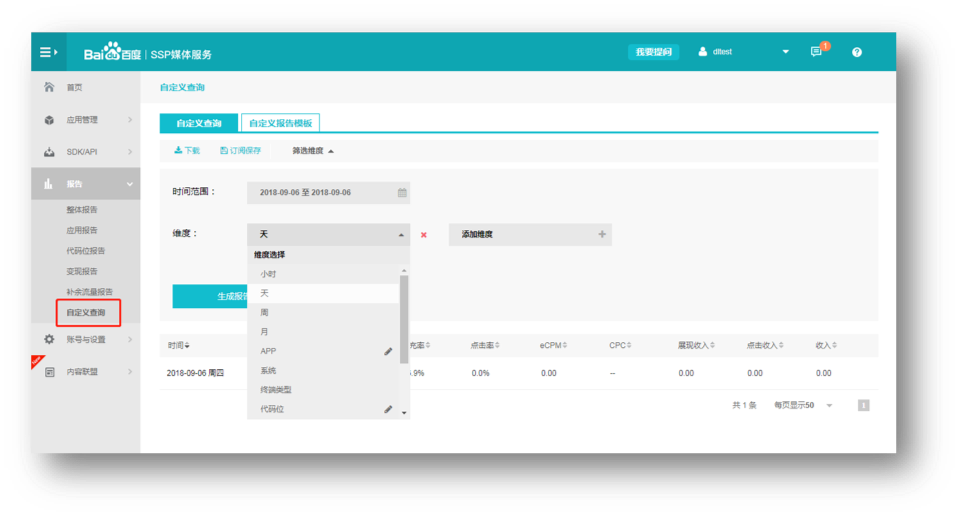 Bai du 百度 | SSP媒体服务
我要提问
dltest
1
?
首页
应用管理
SDK/API
报告
整体报告
应用报告
代码位报告
变现报告
补余流量报告
自定义查询
账号与设置
内容联盟
自定义查询
自定义查询
自定义报告模板
下载
订阅保存
筛选维度
时间范围：
2018-09-06 至 2018-09-06
维度：
天
添加维度
维度选择
小时
天
周
月
APP
系统
终端类型
代码位
生成报
时间
充率
点击率
eCPM
CPC
展现收入
点击收入
收入
2018-09-06 周四
.9%
0.0%
0.00
--
0.00
0.00
0.00
共 1 条
每页显示50
1